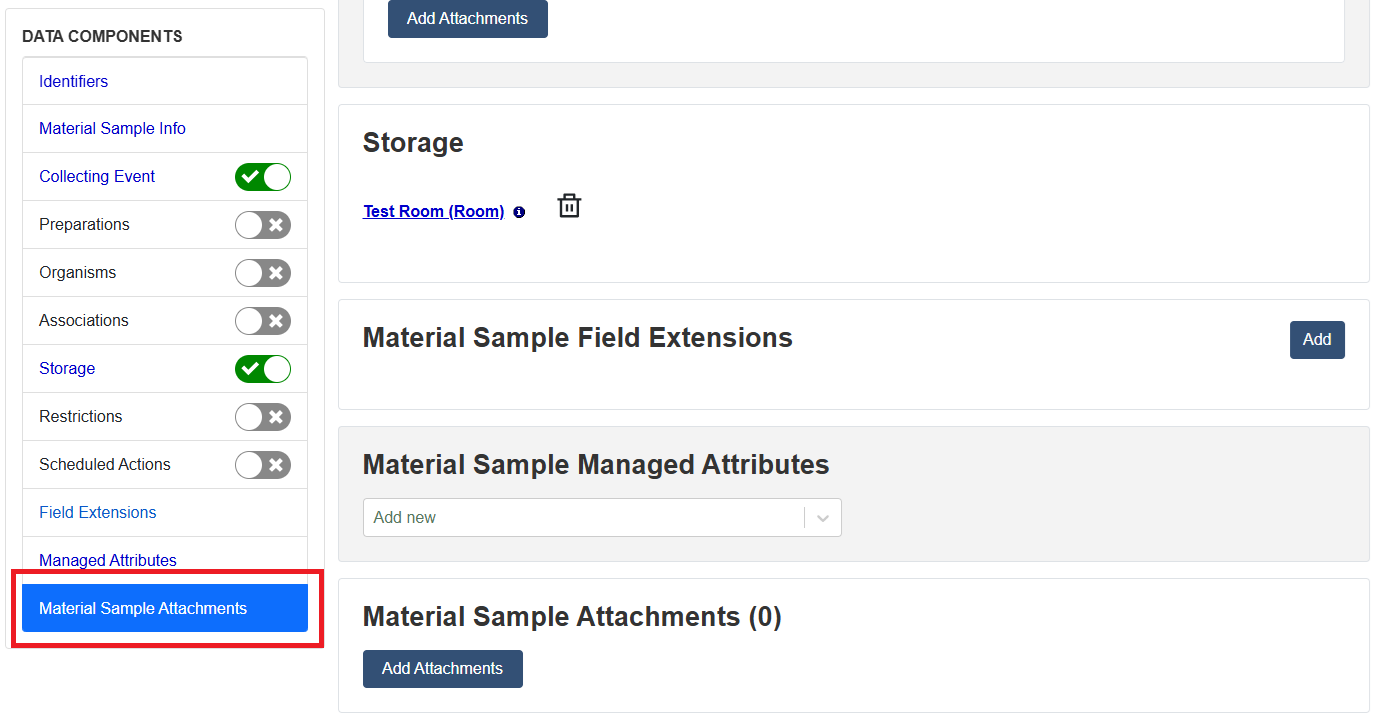 DATA COMPONENTS
Identifiers
Material Sample Info
Collecting Event
Preparations
Organisms
Associations
Storage
Restrictions
Scheduled Actions
Field Extensions
Managed Attributes
Material Sample Attachments
Add Attachments
Storage
Test Room (Room)
Material Sample Field Extensions
Add
Material Sample Managed Attributes
Add new
Material Sample Attachments (0)
Add Attachments